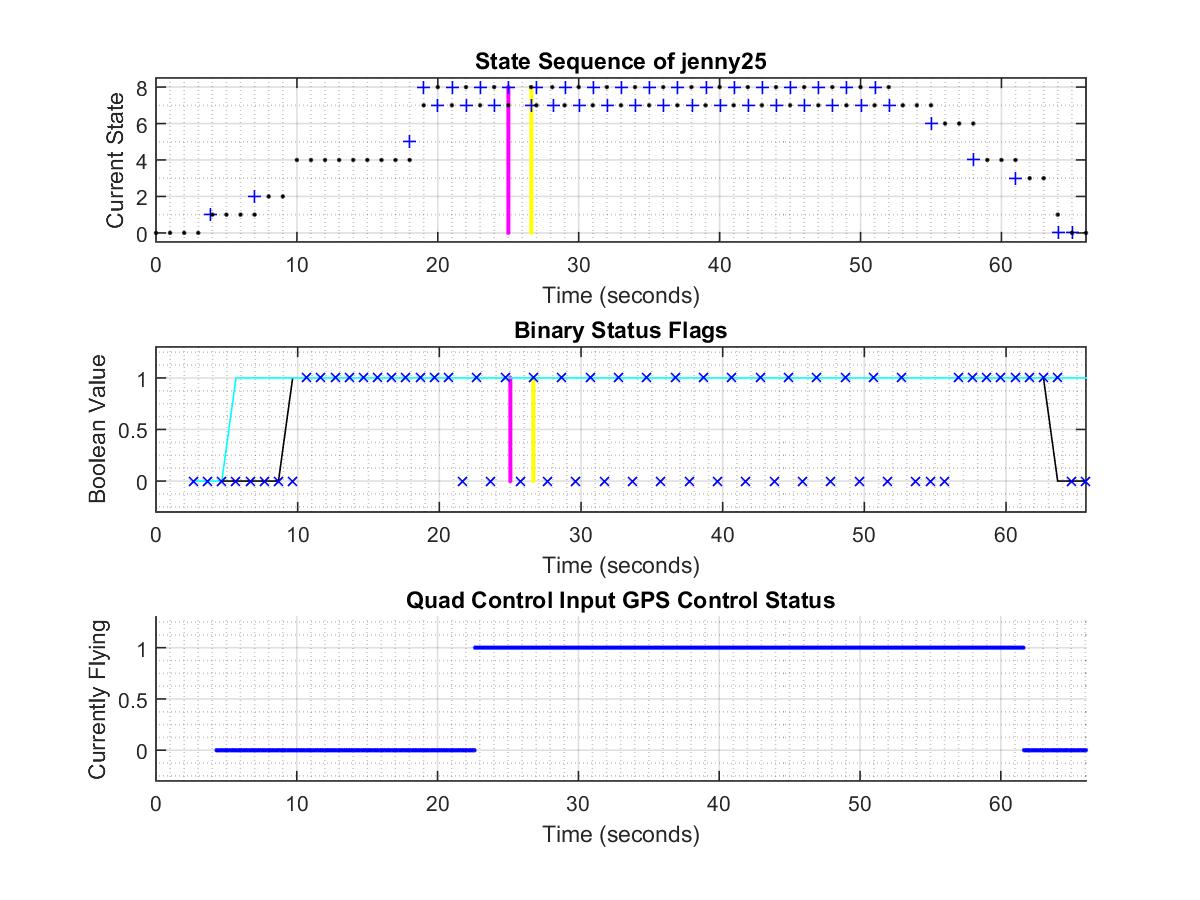 State Sequence of jenny25
Current State
8
6
4
2
0
0 10 20 30 40 50 60
Time (seconds)
Binary Status Flags
Boolean Value
1
0.5
0
0 10 20 30 40 50 60
Time (seconds)
Quad Control Input GPS Control Status
Currently Flying
1
0.5
0
0 10 20 30 40 50 60
Time (seconds)